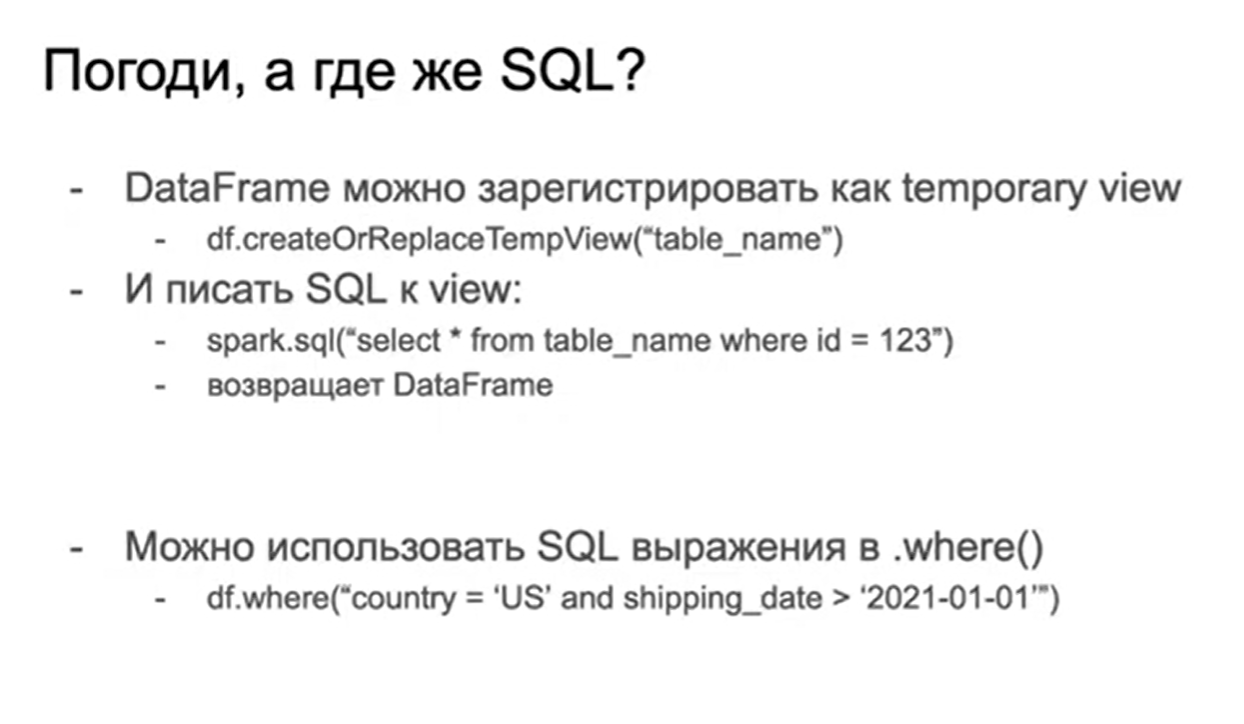 Погоди, а где же SQL?
- DataFrame можно зарегистрировать как temporary view
- df.createOrReplaceTempView(“table_name”)
- И писать SQL к view:
- spark.sql(“select * from table_name where id = 123”)
- возвращает DataFrame
- Можно использовать SQL выражения в .where()
- df.where(“country = ‘US’ and shipping_date > ‘2021-01-01’”)